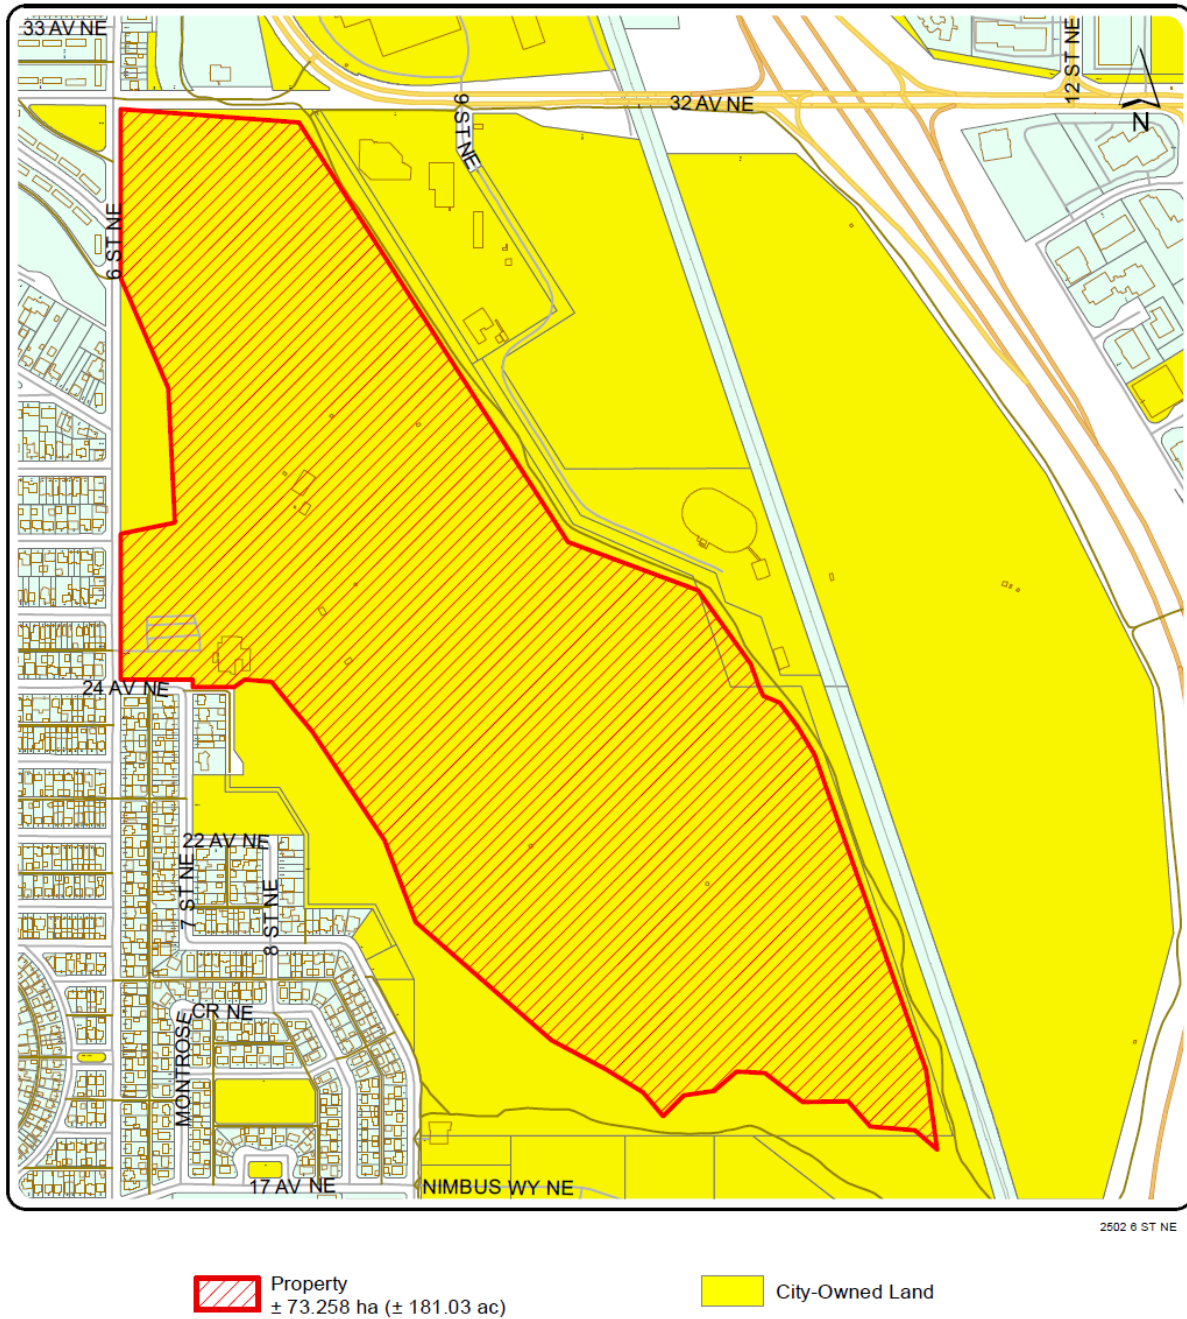 33 AV NE
12 ST NE
32 AV NE
9 ST NE
N
6 ST NE
24 AV NE
22 AV NE
7 ST NE
8 ST NE
CR NE
MONTROSE
17 AV NE
NIMBUS WY NE
2502 6 ST NE
Property
± 73.258 ha (± 181.03 ac)
City-Owned Land